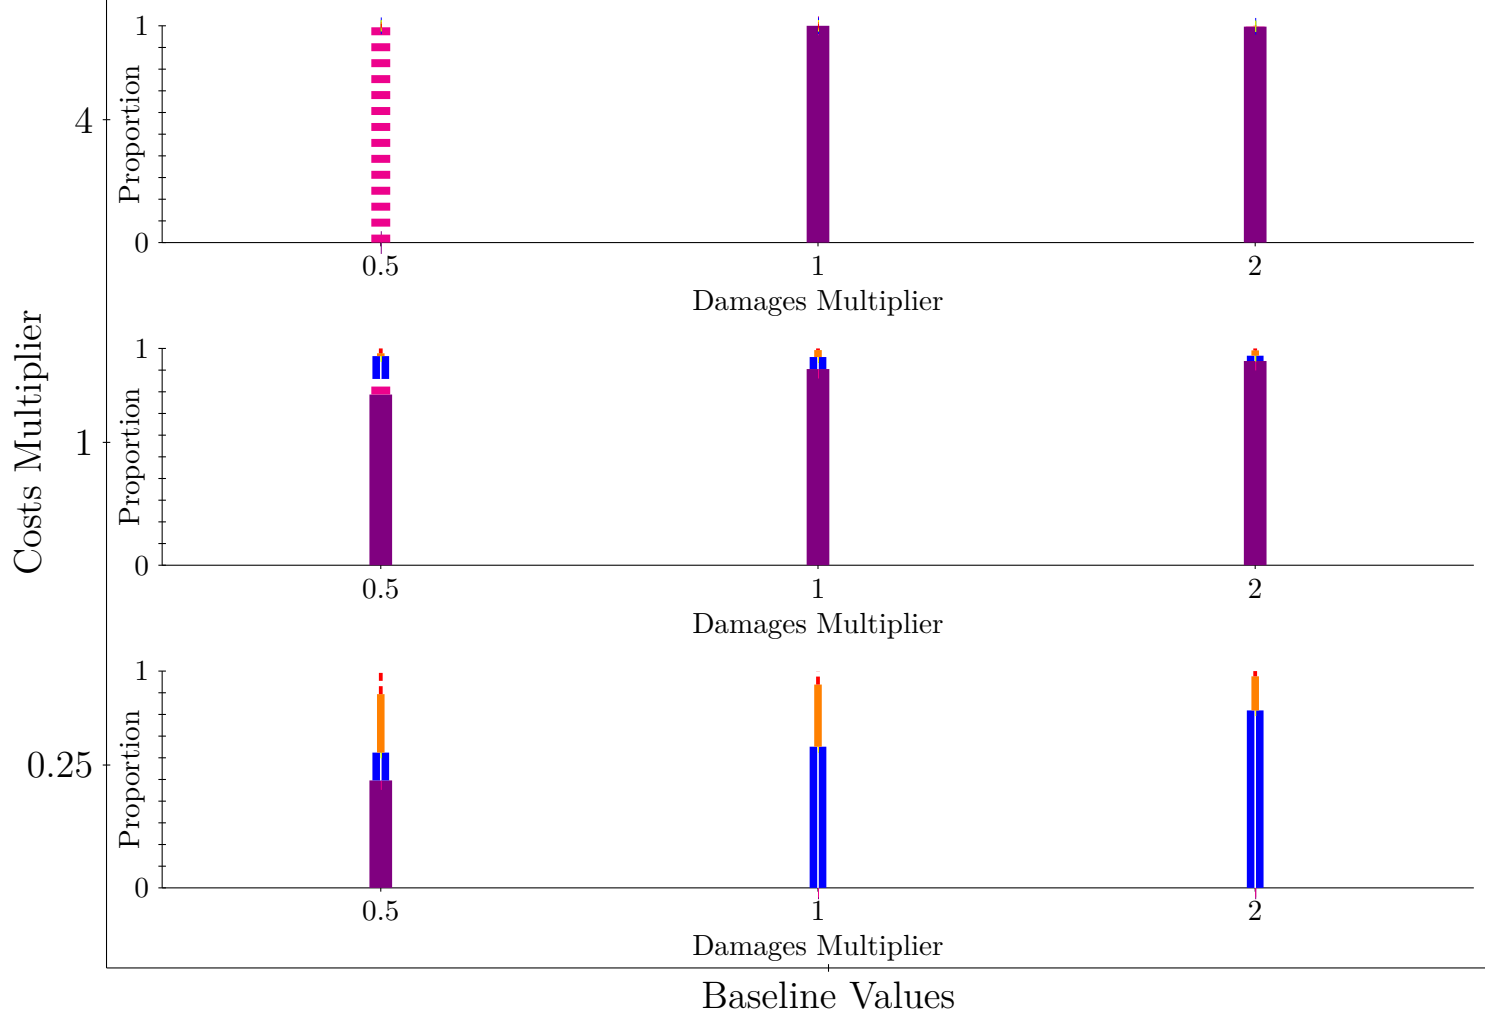 Costs Multiplier
4
Proportion
1
0
0.5 1 2
Damages Multiplier
1
Proportion
1
0
0.5 1 2
Damages Multiplier
0.25
Proportion
1
0
0.5 1 2
Damages Multiplier
Baseline Values